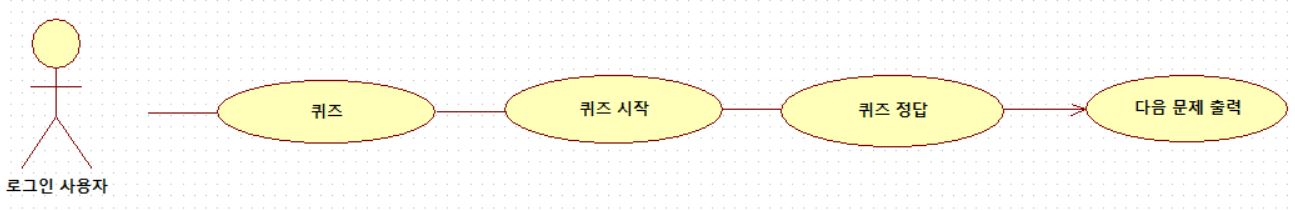 퀴즈
퀴즈 시작
퀴즈 정답
다음 문제 출력
로그인 사용자